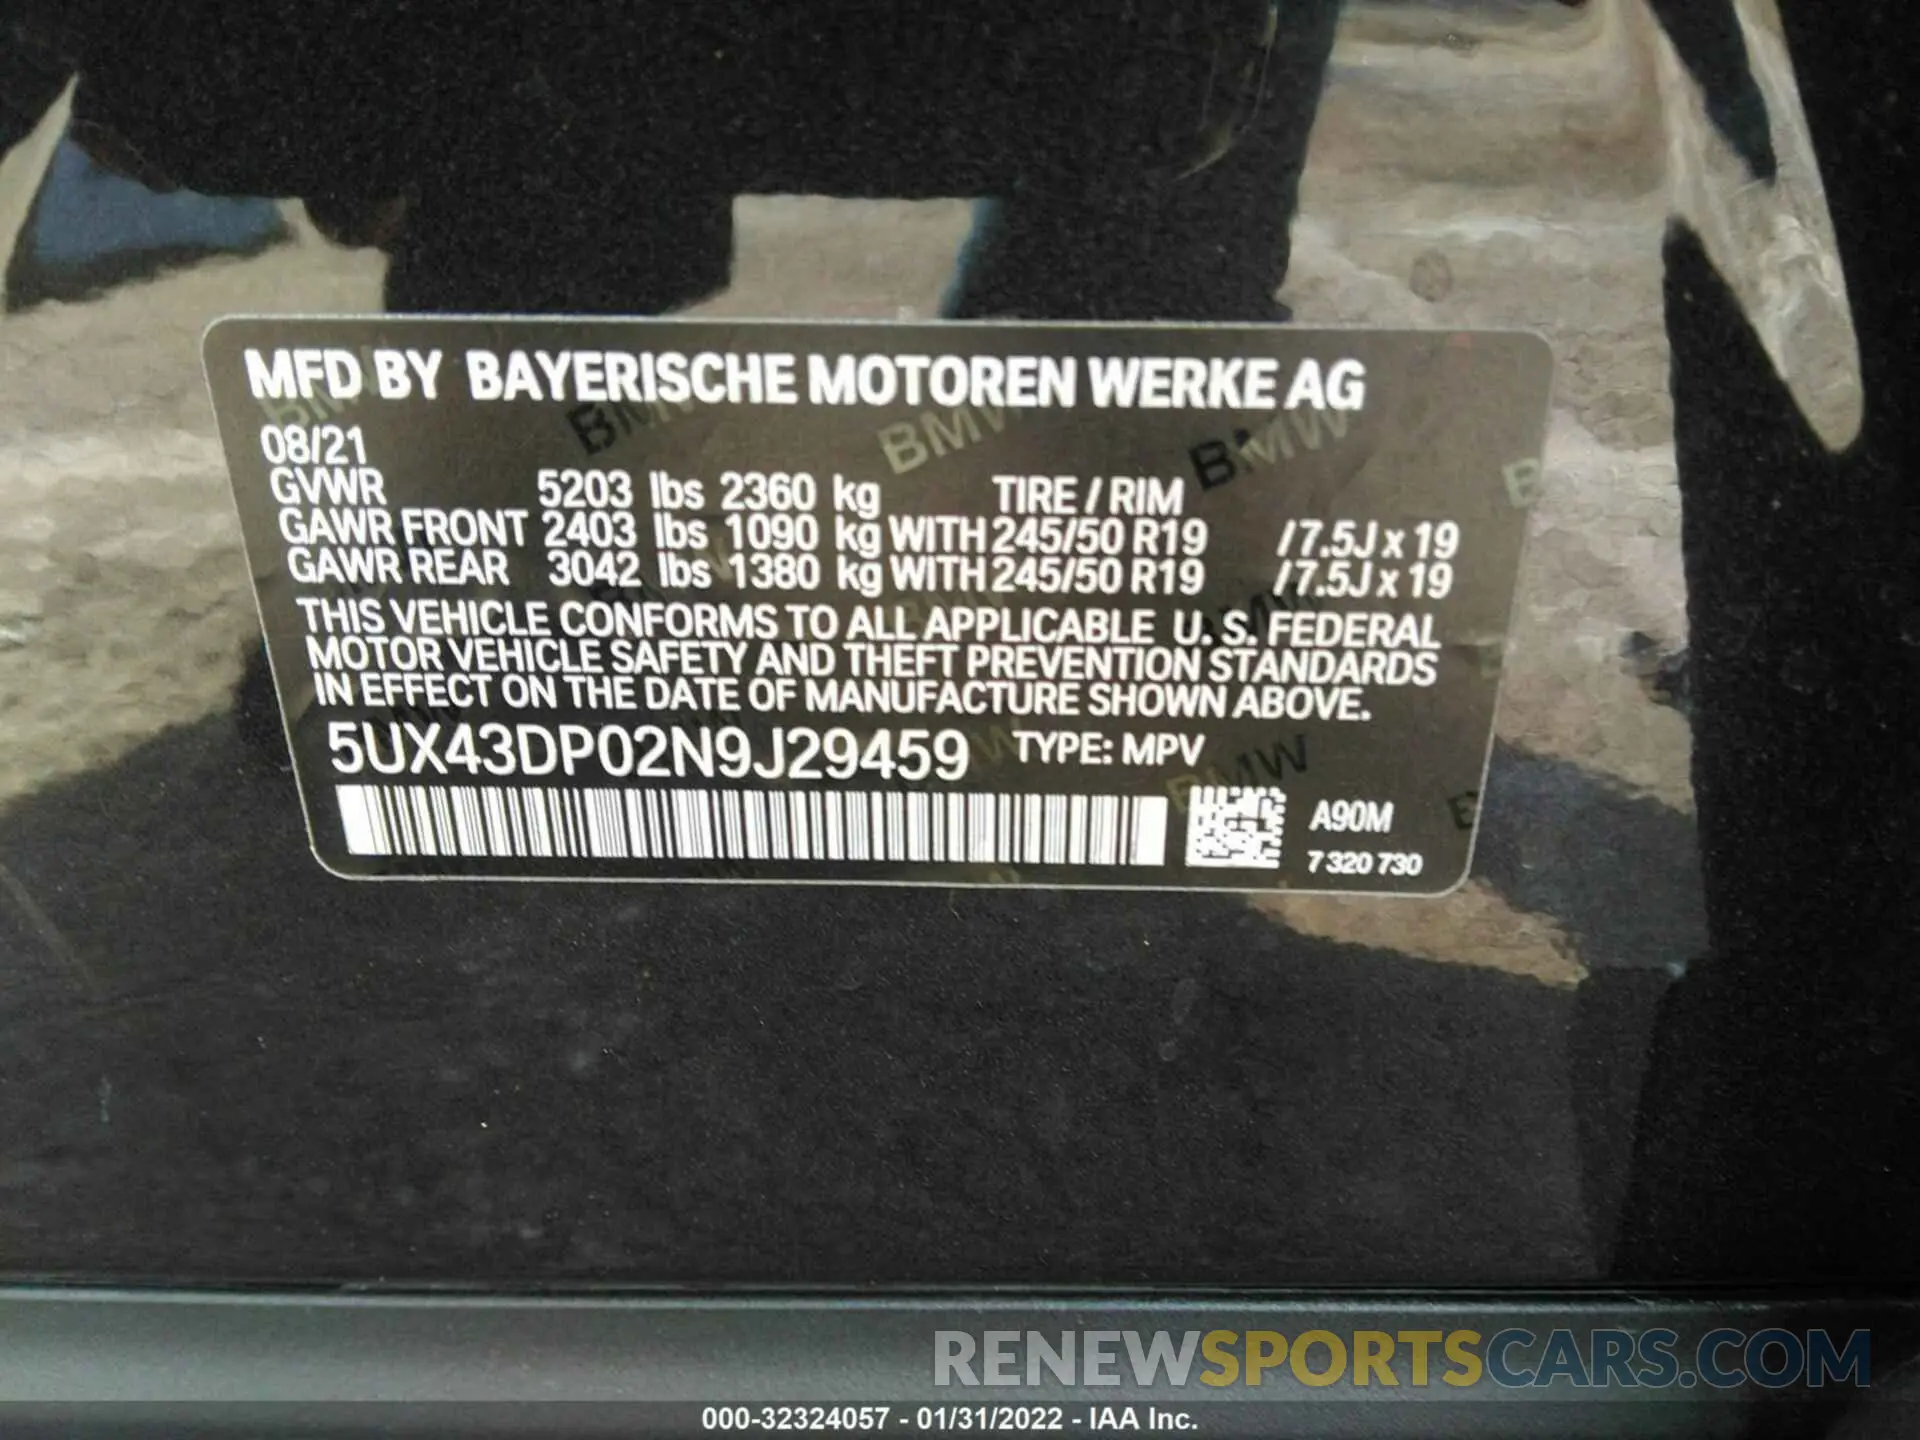 MFD BY BAYERISCHE MOTOREN WERKE AG
08/21
GVWR 5203 lbs 2360 kg TIRE / RIM
GAWR FRONT 2403 lbs 1090 kg WITH 245/50 R19 / 7.5J x 19
GAWR REAR 3042 lbs 1380 kg WITH 245/50 R19 / 7.5J x 19
THIS VEHICLE CONFORMS TO ALL APPLICABLE U. S. FEDERAL
MOTOR VEHICLE SAFETY AND THEFT PREVENTION STANDARDS
IN EFFECT ON THE DATE OF MANUFACTURE SHOWN ABOVE.
5UX43DP02N9J29459 TYPE: MPV
A90M
7 320 730
RENEWSPORTSCARS.COM
000-32324057 - 01/31/2022 - IAA Inc.